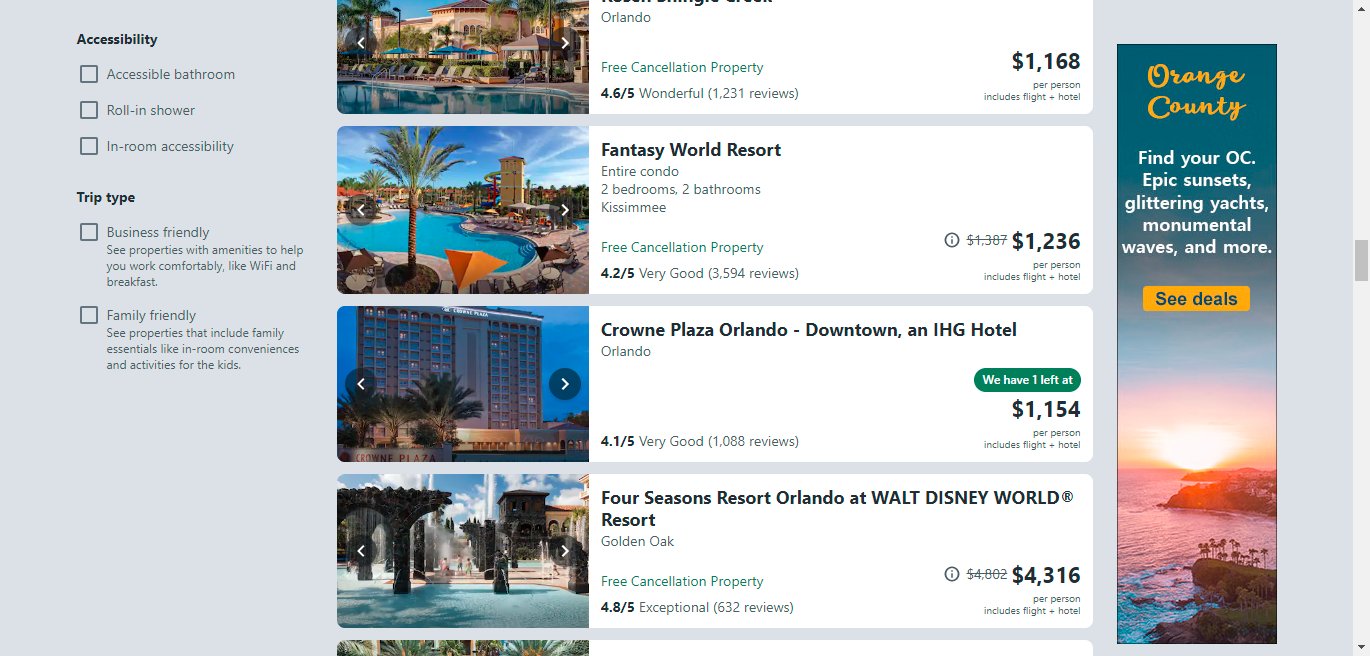 Accessibility
Accessible bathroom
Roll-in shower
In-room accessibility
Trip type
Business friendly
See properties with amenities to help
you work comfortably, like WiFi and
breakfast.
Family friendly
See properties that include family
essentials like in-room conveniences
and activities for the kids.
Rosen Shingle Creek
Orlando
Free Cancellation Property
4.6/5 Wonderful (1,231 reviews)
$1,168
per person
includes flight + hotel
Fantasy World Resort
Entire condo
2 bedrooms, 2 bathrooms
Kissimmee
Free Cancellation Property
4.2/5 Very Good (3,594 reviews)
$1,387 $1,236
per person
includes flight + hotel
CROWNE PLAZA
CROWNE PLAZA
Crowne Plaza Orlando - Downtown, an IHG Hotel
Orlando
We have 1 left at
$1,154
4.1/5 Very Good (1,088 reviews)
per person
includes flight + hotel
Four Seasons Resort Orlando at WALT DISNEY WORLD®
Resort
Golden Oak
Free Cancellation Property
4.8/5 Exceptional (632 reviews)
$4,802 $4,316
per person
includes flight + hotel
Orange
County
Find your OC.
Epic sunsets,
glittering yachts,
monumental
waves, and more.
See deals